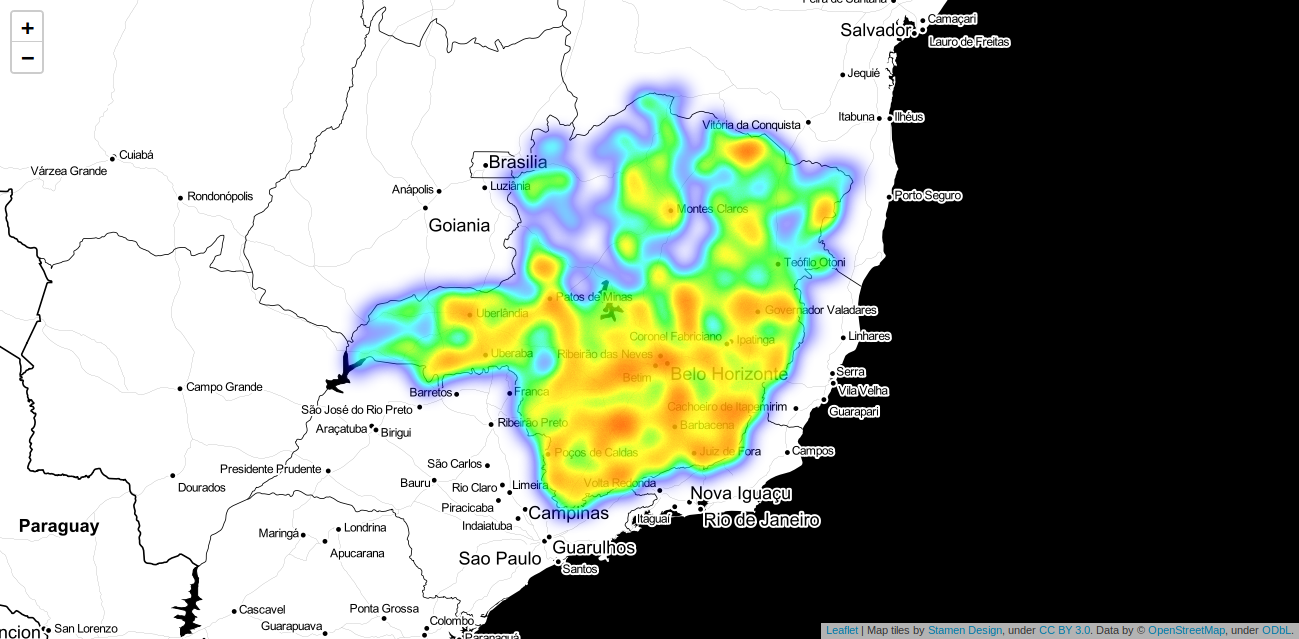 +
−
Feira de Santana
Camaçari
Salvador
Lauro de Freitas
Jequié
Itabuna
Ilhéus
Vitória da Conquista
Cuiabá
Várzea Grande
Brasilia
Anápolis
Luziânia
Rondonópolis
Porto Seguro
Montes Claros
Goiania
Teófilo Otoni
Patos de Minas
Uberlândia
Governador Valadares
Coronel Fabriciano
Ipatinga
Linhares
Uberaba
Ribeirão das Neves
Betim
Belo Horizonte
Serra
Campo Grande
Barretos
Franca
Vila Velha
São José do Rio Preto
Cachoeiro de Itapemirim
Guarapari
Araçatuba
Birigui
Ribeirão Preto
Barbacena
Poços de Caldas
Juiz de Fora
Campos
Presidente Prudente
São Carlos
Dourados
Bauru
Rio Claro
Limeira
Volta Redonda
Nova Iguaçu
Piracicaba
Campinas
Itaguaí
Rio de Janeiro
Paraguay
Indaiatuba
Maringá
Londrina
Apucarana
Sao Paulo
Guarulhos
Santos
Cascavel
Ponta Grossa
Guarapuava
Colombo
ncion
San Lorenzo
Paranaguá
Leaflet | Map tiles by Stamen Design, under CC BY 3.0. Data by © OpenStreetMap, under ODbL.